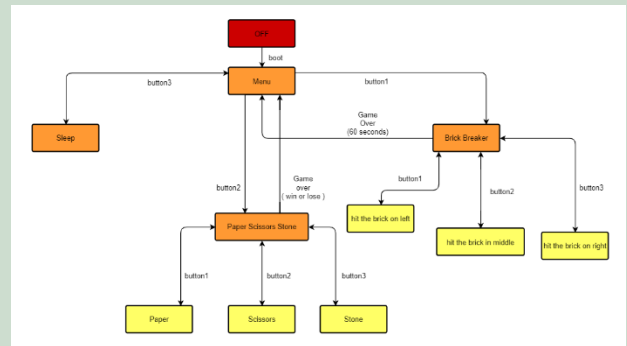 OFF
boot
button3
Menu
button1
Game
Over
(60 seconds)
Sleep
Brick Breaker
button1
button2
button3
button2
Game
over
( win or lose )
hit the brick on left
Paper Scissors Stone
hit the brick in middle
hit the brick on right
button1
button2
button3
Paper
Scissors
Stone